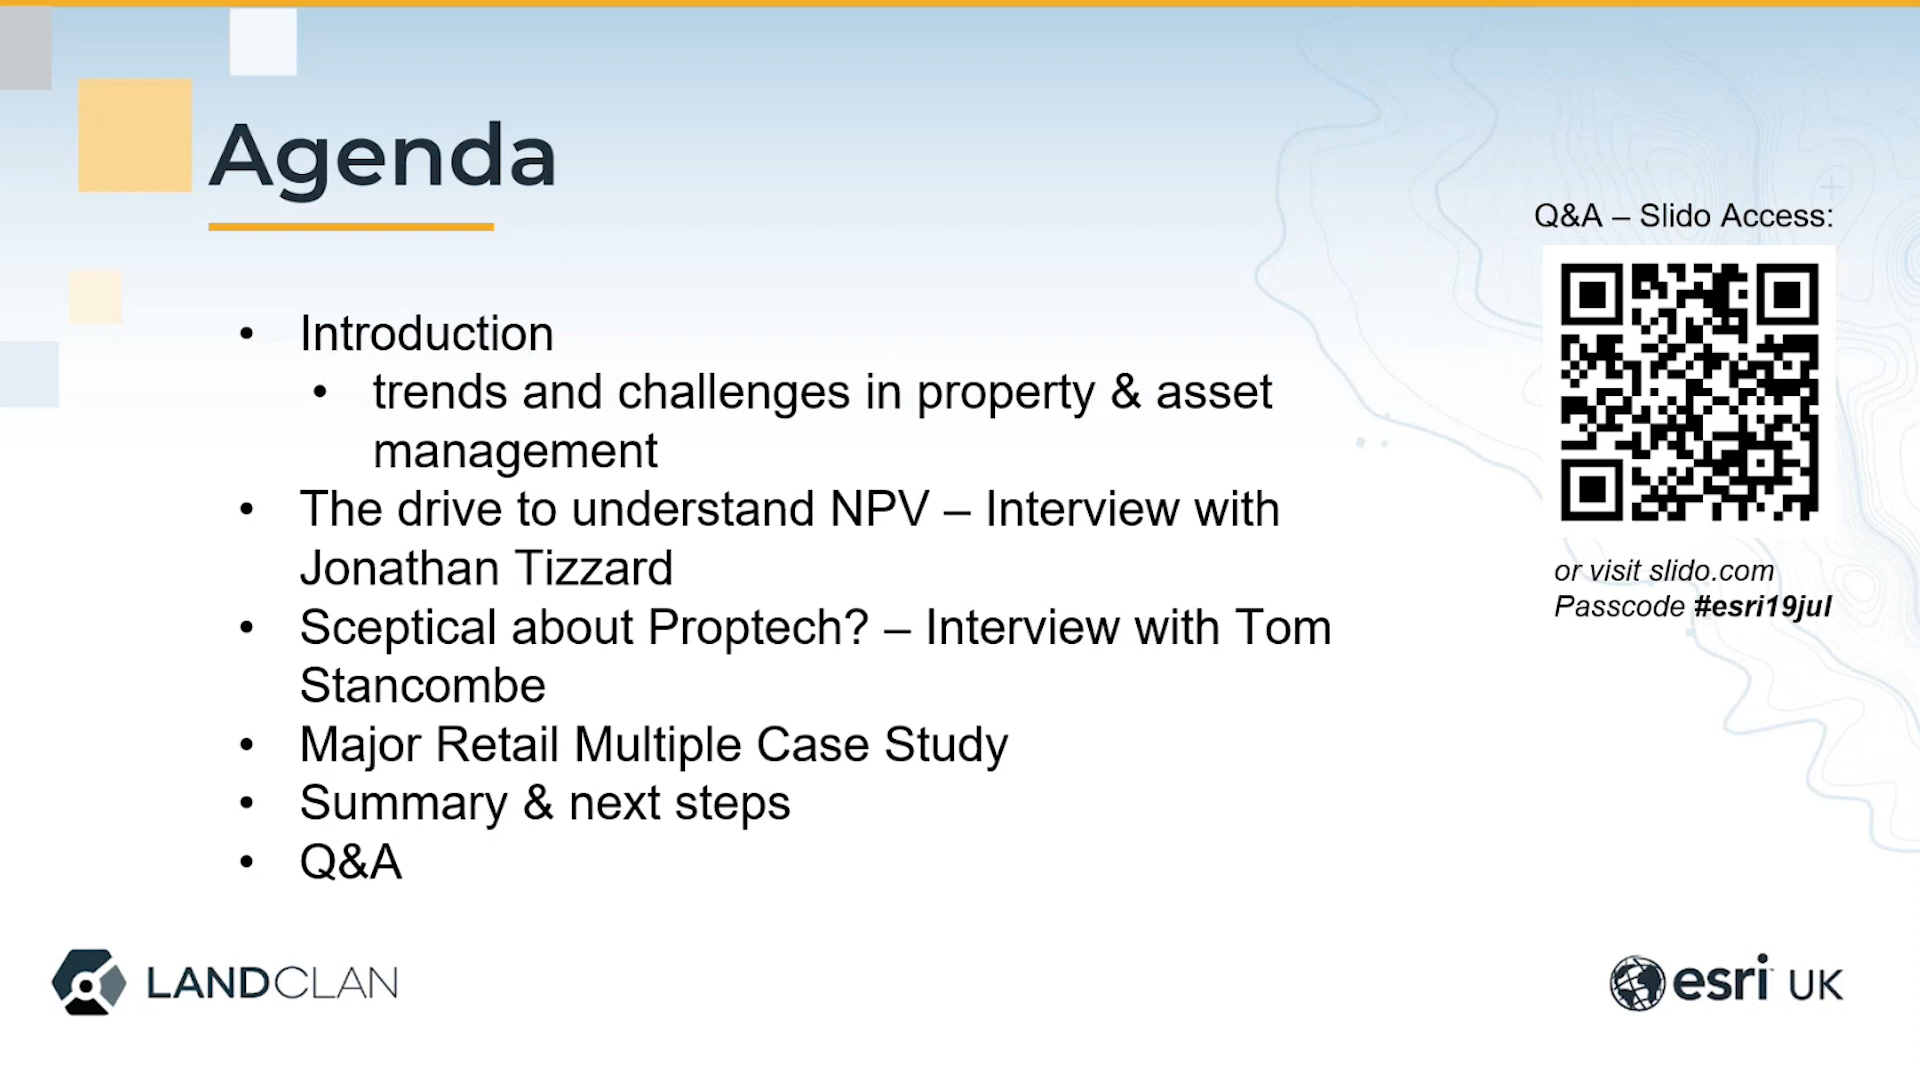 Agenda
Q&A – Slido Access:
• Introduction
• trends and challenges in property & asset
management
• The drive to understand NPV – Interview with
Jonathan Tizzard
• Sceptical about Proptech? – Interview with Tom
Stancombe
• Major Retail Multiple Case Study
• Summary & next steps
• Q&A
or visit slido.com
Passcode #esri19jul
LANDCLAN
esri UK